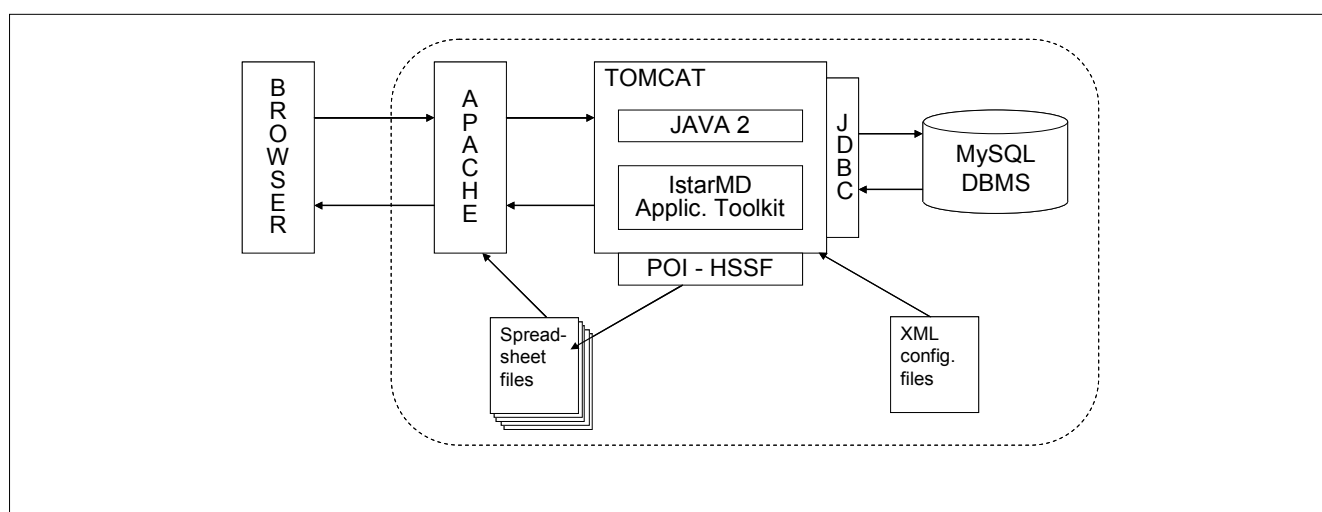 BROWSER
APACHE
TOMCAT
JAVA 2
IstarMD
Applic. Toolkit
JDBC
MySQL
DBMS
POI - HSSF
Spread-
sheet
files
XML
config.
files